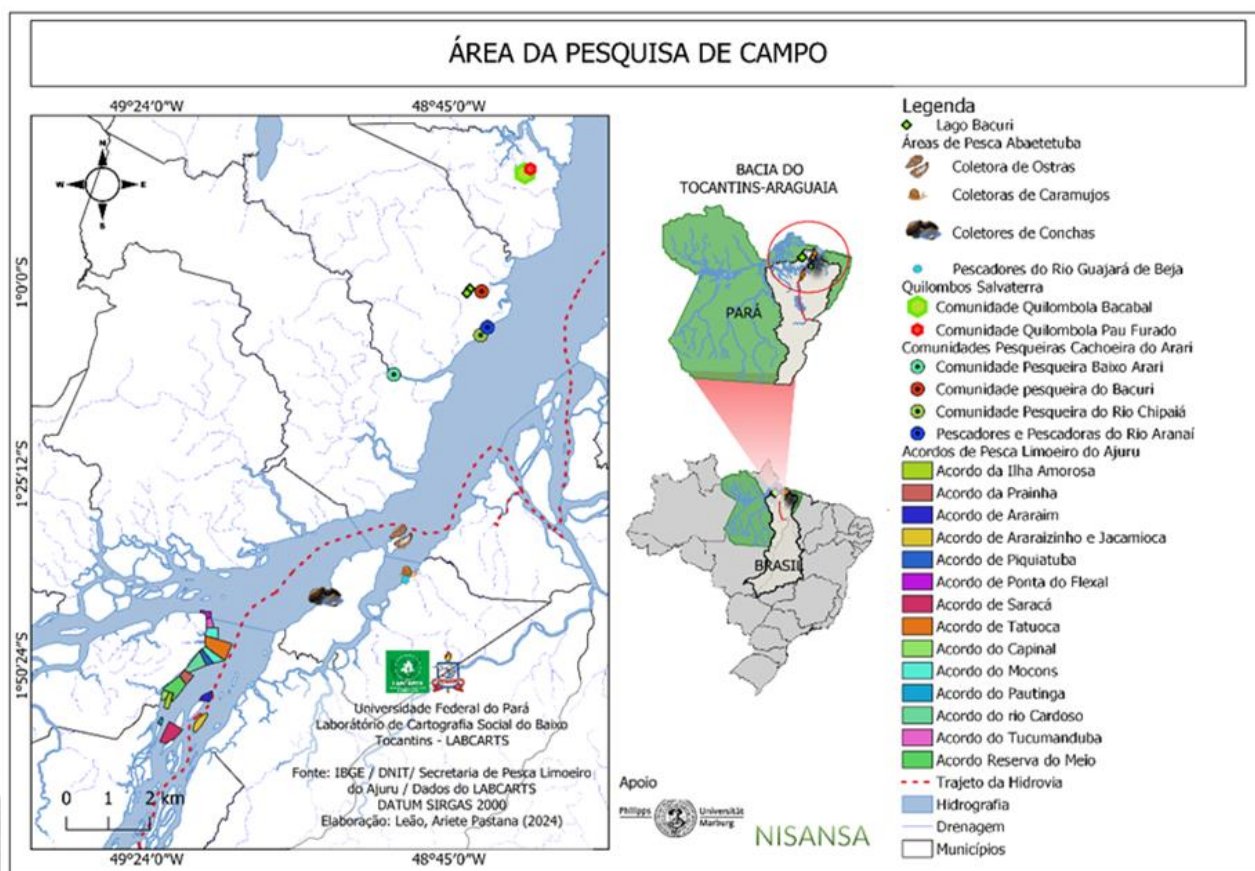 ÁREA DA PESQUISA DE CAMPO
49°24'0"W
48°45'0"W
N
W
E
S
1°0'0"S
1°25'12"S
1°50'24"S
LABCARTS
Universidade Federal do Pará
Laboratório de Cartografia Social do Baixo
Tocantins - LABCARTS
Fonte: IBGE / DNIT/ Secretaria de Pesca Limoeiro
do Ajuru / Dados do LABCARTS
DATUM SIRGAS 2000
Elaboração: Leão, Ariete Pastana (2024)
0 1 2 km
49°24'0"W
48°45'0"W
BACIA DO
TOCANTINS-ARAGUAIA
PARÁ
BRASIL
Apoio
Philipps Universität
Marburg
NISANSA
Legenda
Lago Bacuri
Áreas de Pesca Abaetetuba
Coletora de Ostras
Coletoras de Caramujos
Coletores de Conchas
Pescadores do Rio Guajará de Beja
Quilombos Salvaterra
Comunidade Quilombola Bacabal
Comunidade Quilombola Pau Furado
Comunidades Pesqueiras Cachoeira do Arari
Comunidade Pesqueira Baixo Arari
Comunidade pesqueira do Bacuri
Comunidade Pesqueira do Rio Chipaiá
Pescadores e Pescadoras do Rio Aranaí
Acordos de Pesca Limoeiro do Ajuru
Acordo da Ilha Amorosa
Acordo da Prainha
Acordo de Araraim
Acordo de Araraizinho e Jacamioca
Acordo de Piquiatuba
Acordo de Ponta do Flexal
Acordo de Saracá
Acordo de Tatuoca
Acordo do Capinal
Acordo do Mocons
Acordo do Pautinga
Acordo do rio Cardoso
Acordo do Tucumanduba
Acordo Reserva do Meio
Trajeto da Hidrovia
Hidrografia
Drenagem
Municípios